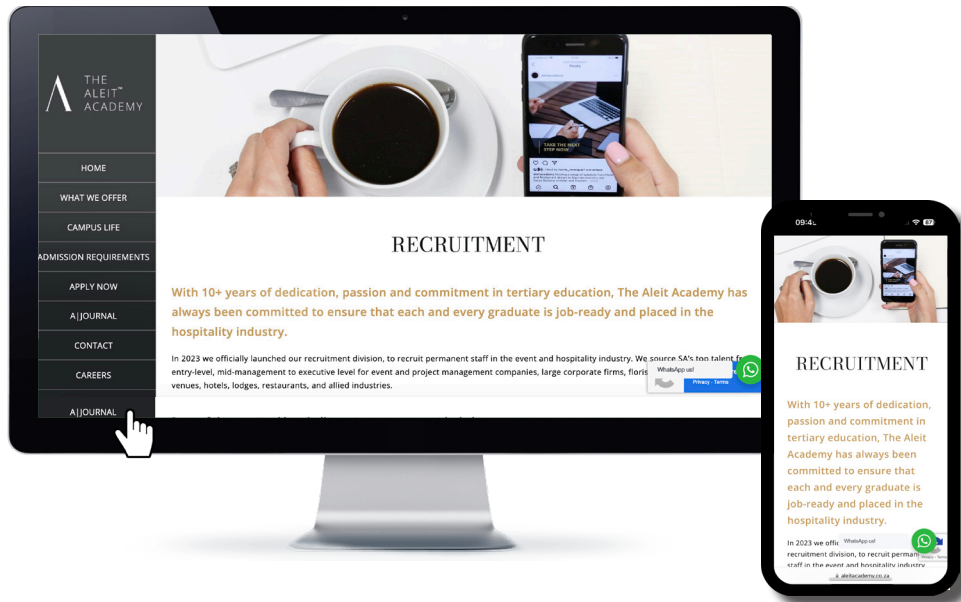 THE
ALEIT™
ACADEMY
HOME
WHAT WE OFFER
CAMPUS LIFE
ADMISSION REQUIREMENTS
APPLY NOW
A|JOURNAL
CONTACT
CAREERS
A|JOURNAL
TAKE THE NEXT
STEP NOW
RECRUITMENT
With 10+ years of dedication, passion and commitment in tertiary education, The Aleit Academy has
always been committed to ensure that each and every graduate is job-ready and placed in the
hospitality industry.
In 2023 we officially launched our recruitment division, to recruit permanent staff in the event and hospitality industry. We source SA's top talent
entry-level, mid-management to executive level for event and project management companies, large corporate firms,
venues, hotels, lodges, restaurants, and allied industries.
WhatsApp us!
Privacy - Terms
87
RECRUITMENT
With 10+ years of dedication,
passion and commitment in
tertiary education, The Aleit
Academy has always been
committed to ensure that
each and every graduate is
job-ready and placed in the
hospitality industry.
In 2023 we
WhatsApp us!
recruitment division, to recruit
Privacy - Terms
staff in the event and hospitality industry
aleitacademy.co.za